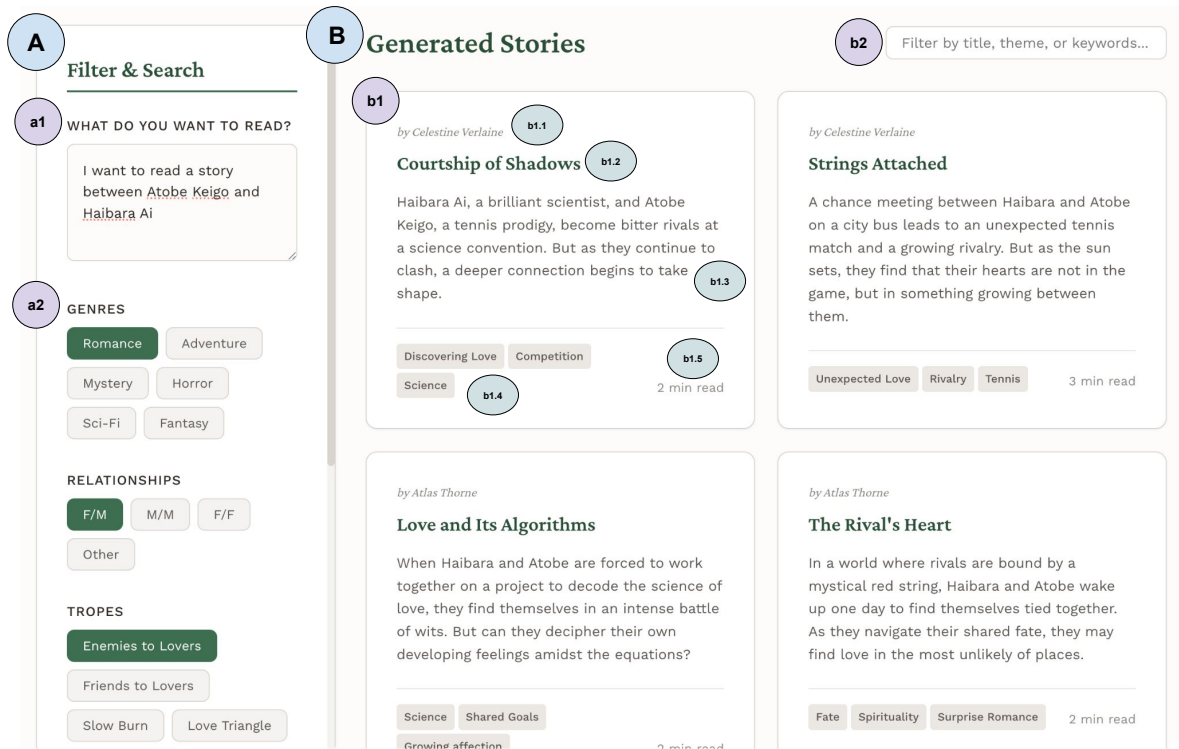 A
Filter & Search
a1
WHAT DO YOU WANT TO READ?
I want to read a story
between Atobe Keigo and
Haibara Ai
a2
GENRES
Romance
Adventure
Mystery
Horror
Sci-Fi
Fantasy
RELATIONSHIPS
F/M
M/M
F/F
Other
TROPES
Enemies to Lovers
Friends to Lovers
Slow Burn
Love Triangle
B
Generated Stories
b2
Filter by title, theme, or keywords...
b1
by Celestine Verlaine
b1.1
Courtship of Shadows
b1.2
Haibara Ai, a brilliant scientist, and Atobe
Keigo, a tennis prodigy, become bitter rivals at
a science convention. But as they continue to
clash, a deeper connection begins to take
shape.
b1.3
Discovering Love
Competition
Science
b1.4
b1.5
2 min read
by Celestine Verlaine
Strings Attached
A chance meeting between Haibara and Atobe
on a city bus leads to an unexpected tennis
match and a growing rivalry. But as the sun
sets, they find that their hearts are not in the
game, but in something growing between
them.
Unexpected Love
Rivalry
Tennis
3 min read
by Atlas Thorne
Love and Its Algorithms
When Haibara and Atobe are forced to work
together on a project to decode the science of
love, they find themselves in an intense battle
of wits. But can they decipher their own
developing feelings amidst the equations?
Science
Shared Goals
Growing affection
2 min read
by Atlas Thorne
The Rival's Heart
In a world where rivals are bound by a
mystical red string, Haibara and Atobe wake
up one day to find themselves tied together.
As they navigate their shared fate, they may
find love in the most unlikely of places.
Fate
Spirituality
Surprise Romance
2 min read